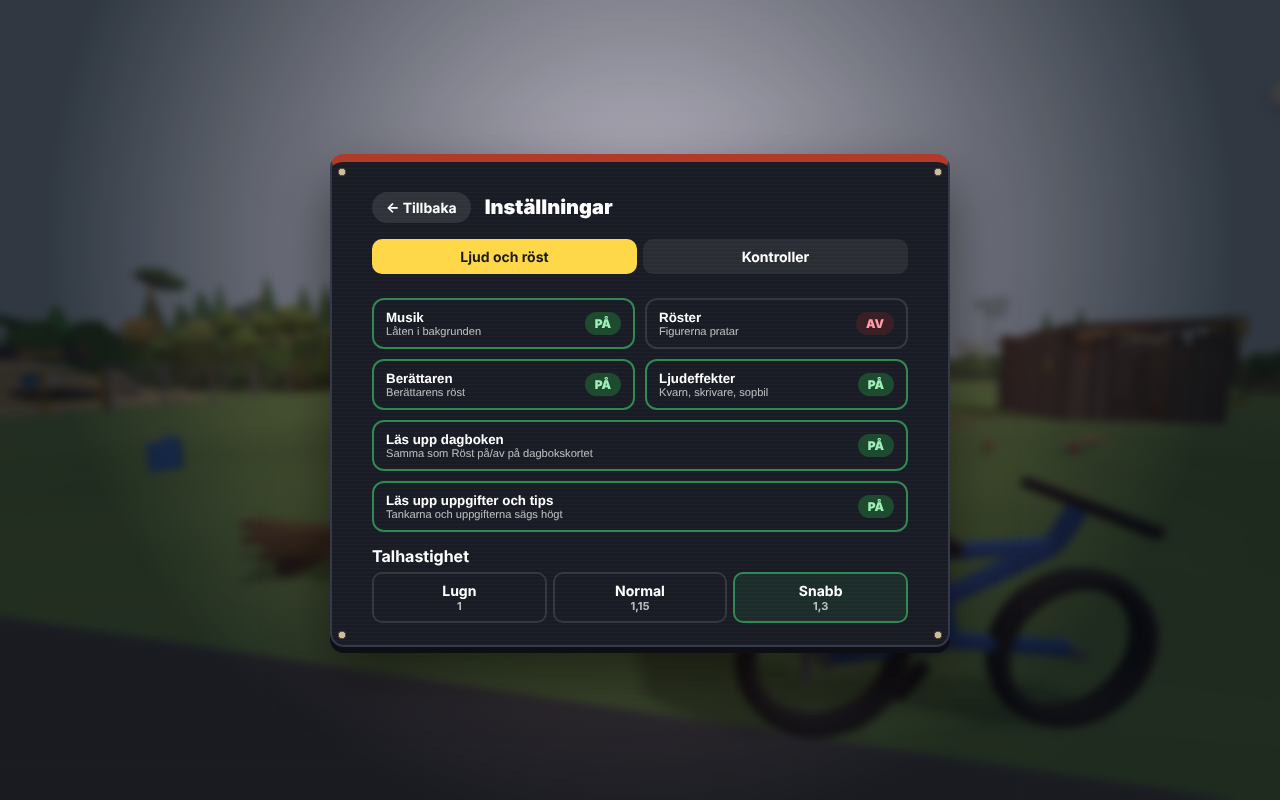 ← Tillbaka
Inställningar
Ljud och röst
Kontroller
Musik
Låten i bakgrunden
PÅ
Röster
Figurerna pratar
AV
Berättaren
Berättarens röst
PÅ
Ljudeffekter
Kvarn, skrivare, sopbil
PÅ
Läs upp dagboken
Samma som Röst på/av på dagbokskortet
PÅ
Läs upp uppgifter och tips
Tankarna och uppgifterna sägs högt
PÅ
Talhastighet
Lugn
1
Normal
1,15
Snabb
1,3